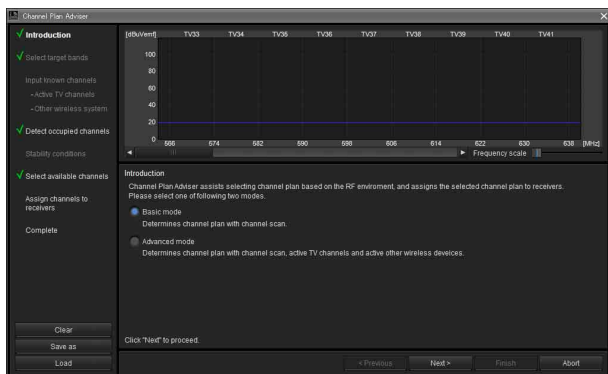 Channel Plan Adviser
Introduction
Select target bands
Input known channels
- Active TV channels
- Other wireless system
Detect occupied channels
Stability conditions
Select available channels
Assign channels to
receivers
Complete
Clear
Save as
Load
[dBuVemf] TV33 TV34 TV35 TV36 TV37 TV38 TV39 TV40 TV41
100
80
60
40
20
0
566 574 582 590 598 606 614 622 630 638 [MHz]
Frequency scale
Introduction
Channel Plan Adviser assists selecting channel plan based on the RF enviroment, and assigns the selected channel plan to receivers.
Please select one of following two modes.
Basic mode
Determines channel plan with channel scan.
Advanced mode
Determines channel plan with channel scan, active TV channels and active other wireless deveices.
Click "Next" to proceed.
< Previous Next > Finish Abort